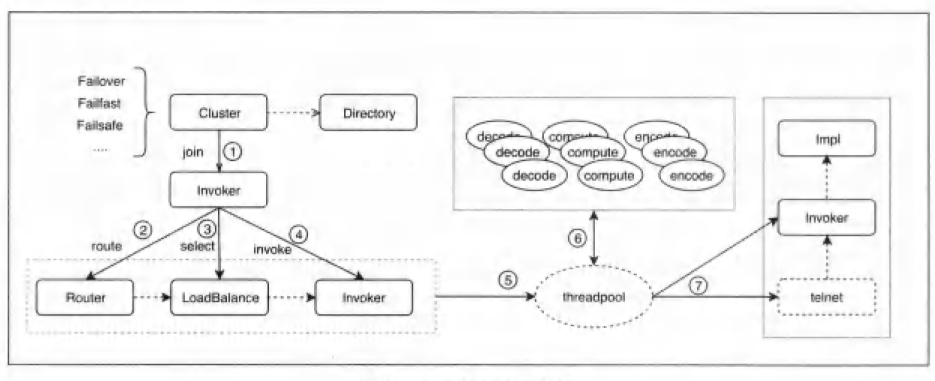 Failover
Failfast
Failsafe
....
Cluster
Directory
join ①
Invoker
② ③ ④
route select invoke
Router
LoadBalance
Invoker
⑤
threadpool
⑥
decode compute encode
decode compute encode
decode compute encode
⑦
Impl
Invoker
telnet